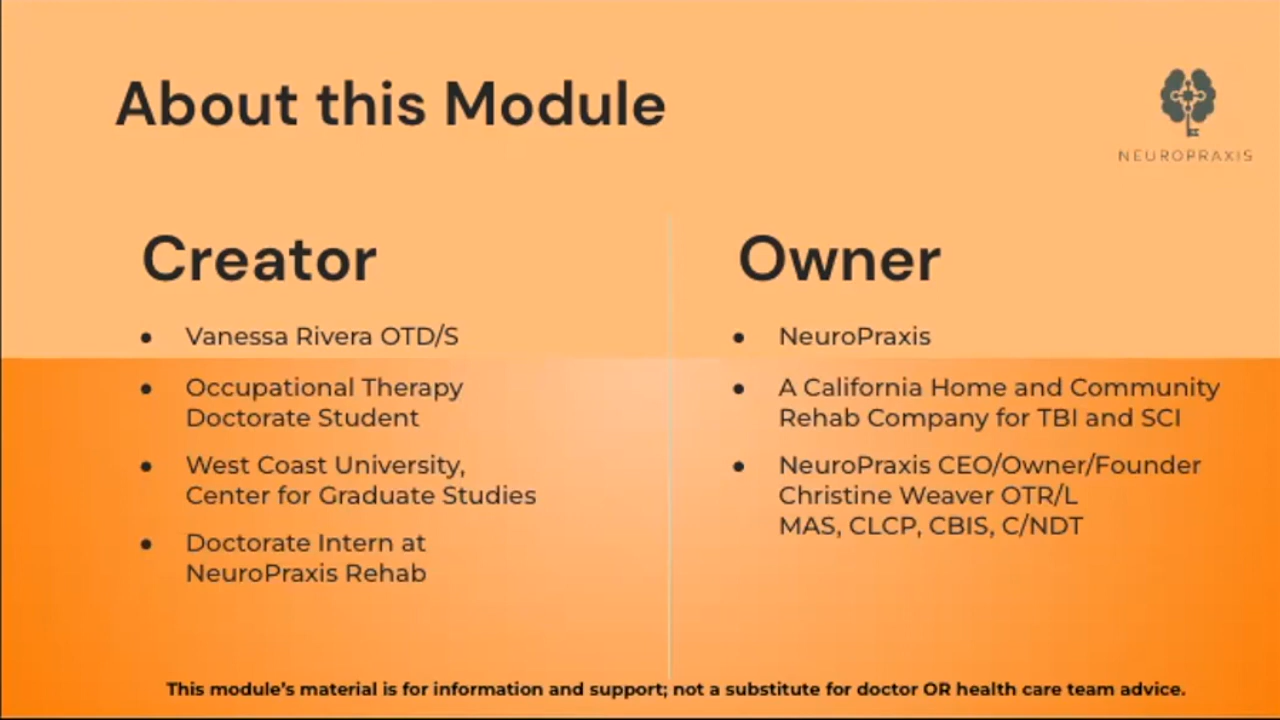 About this Module
NEUROPRAXIS
Creator
• Vanessa Rivera OTD/S
• Occupational Therapy
Doctorate Student
• West Coast University,
Center for Graduate Studies
• Doctorate Intern at
NeuroPraxis Rehab
Owner
• NeuroPraxis
• A California Home and Community
Rehab Company for TBI and SCI
• NeuroPraxis CEO/Owner/Founder
Christine Weaver OTR/L
MAS, CLCP, CBIS, C/NDT
This module's material is for information and support; not a substitute for doctor OR health care team advice.